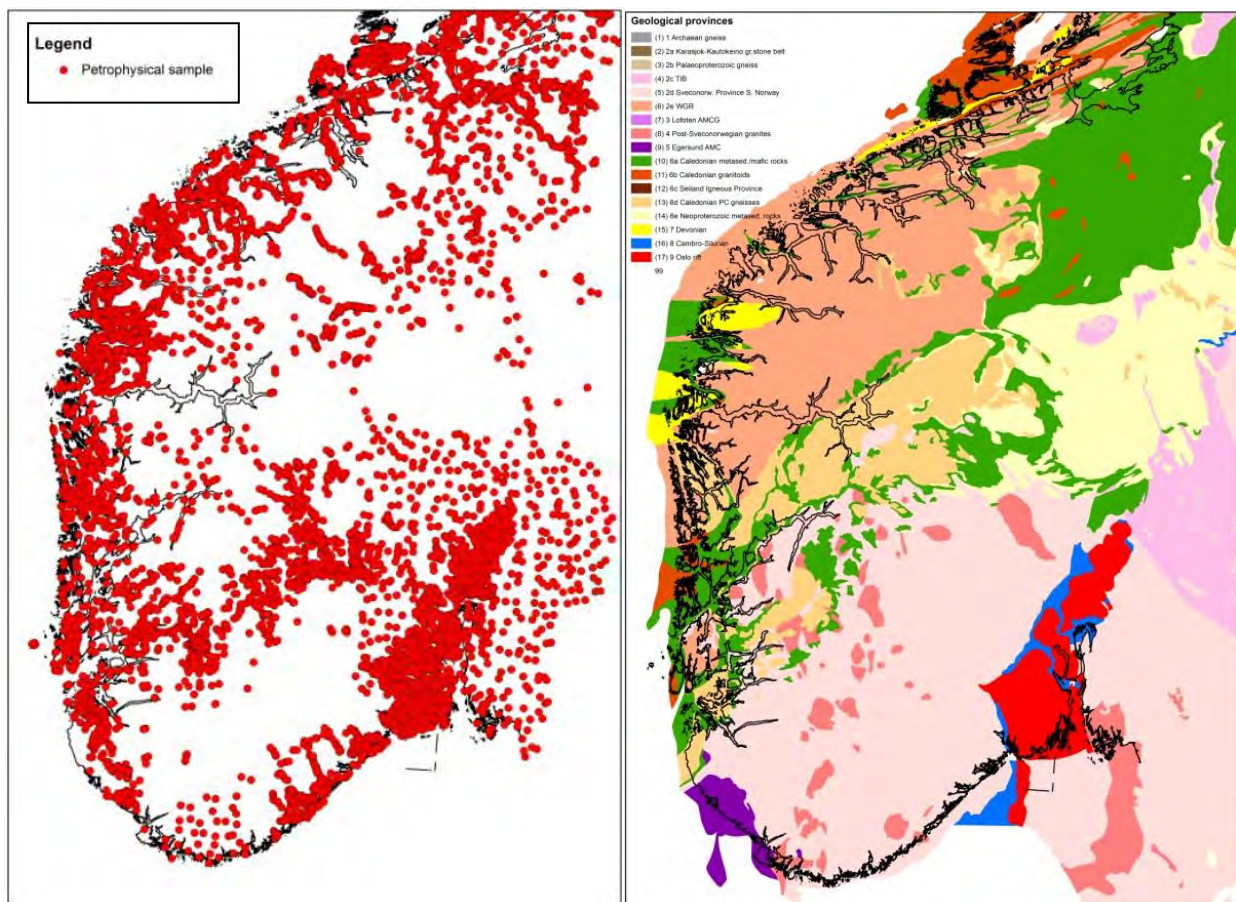 Legend
Petrophysical sample
Geological provinces
(1) 1 Archaean gneiss
(2) 2a Karasjok-Kautokeino gr.stone belt
(3) 2b Palaeoproterozoic gneiss
(4) 2c TIB
(5) 2d Sveconorw. Province S. Norway
(6) 2e WGR
(7) 3 Lofoten AMCG
(8) 4 Post-Sveconorwegian granites
(9) 5 Egersund AMC
(10) 6a Caledonian metased./mafic rocks
(11) 6b Caledonian granitoids
(12) 6c Seiland Igneous Province
(13) 6d Caledonian PC gneisses
(14) 6e Neoproterozoic metased. rocks
(15) 7 Devonian
(16) 8 Cambro-Silurian
(17) 9 Oslo rift
99